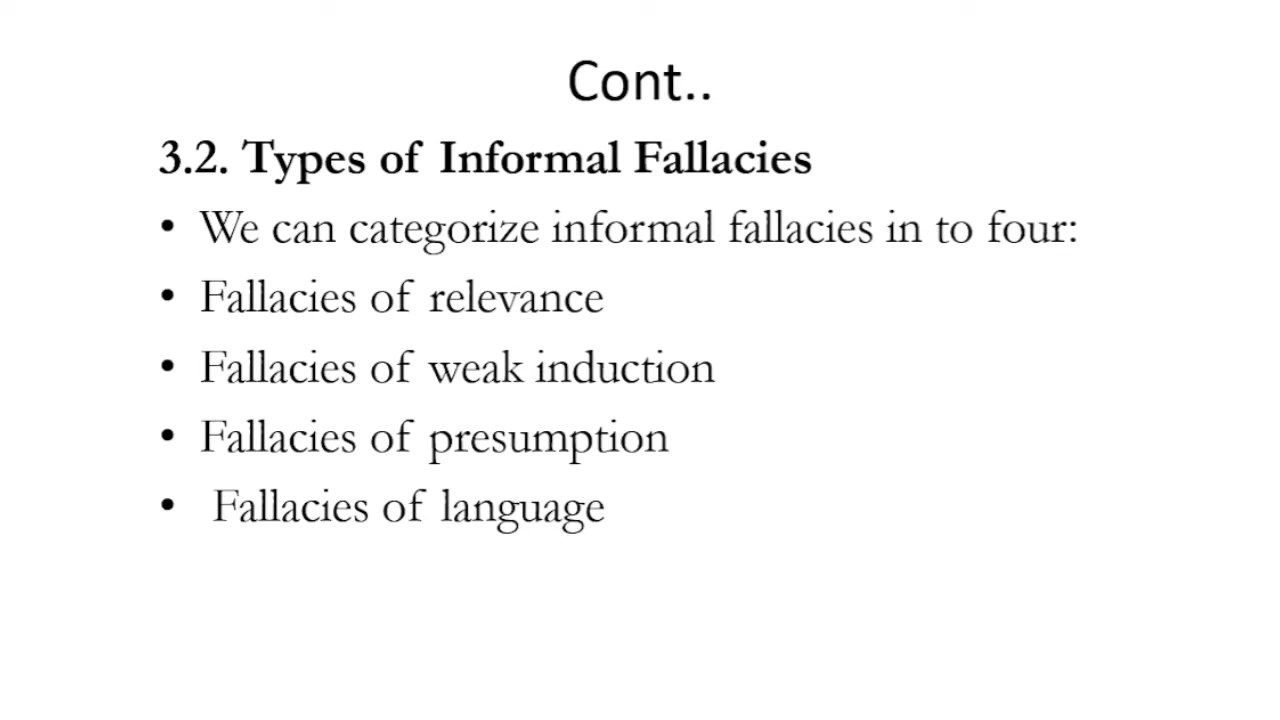 Cont..
3.2. Types of Informal Fallacies
• We can categorize informal fallacies in to four:
• Fallacies of relevance
• Fallacies of weak induction
• Fallacies of presumption
• Fallacies of language